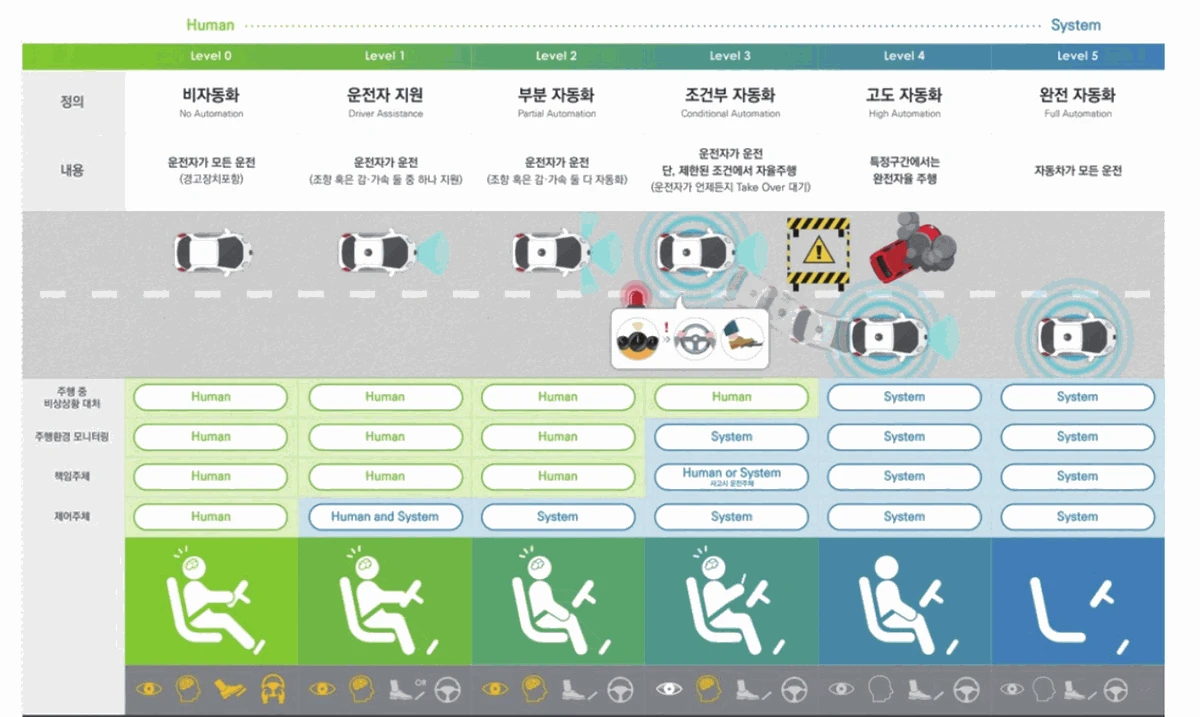 Human System
Level 0 Level 1 Level 2 Level 3 Level 4 Level 5
정의
비자동화 운전자 지원 부분 자동화 조건부 자동화 고도 자동화 완전 자동화
No Automation Driver Assistance Partial Automation Conditional Automation High Automation Full Automation
내용
운전자가 모든 운전
(경고장치포함)
운전자가 운전
(조향 혹은 감·가속 둘 중 하나 지원)
운전자가 운전
(조향 혹은 감·가속 둘 다 자동화)
운전자가 운전
단, 제한된 조건에서 자율주행
(운전자가 언제든지 Take Over 대기)
특정구간에서는
완전자율 주행
자동차가 모든 운전
!
!
주행 중
비상상황 대처
Human Human Human Human System System
주행환경 모니터링 Human Human Human System System System
책임주체 Human Human Human Human or System System System
사고시 운전주체
제어주체 Human Human and System System System System System
OR